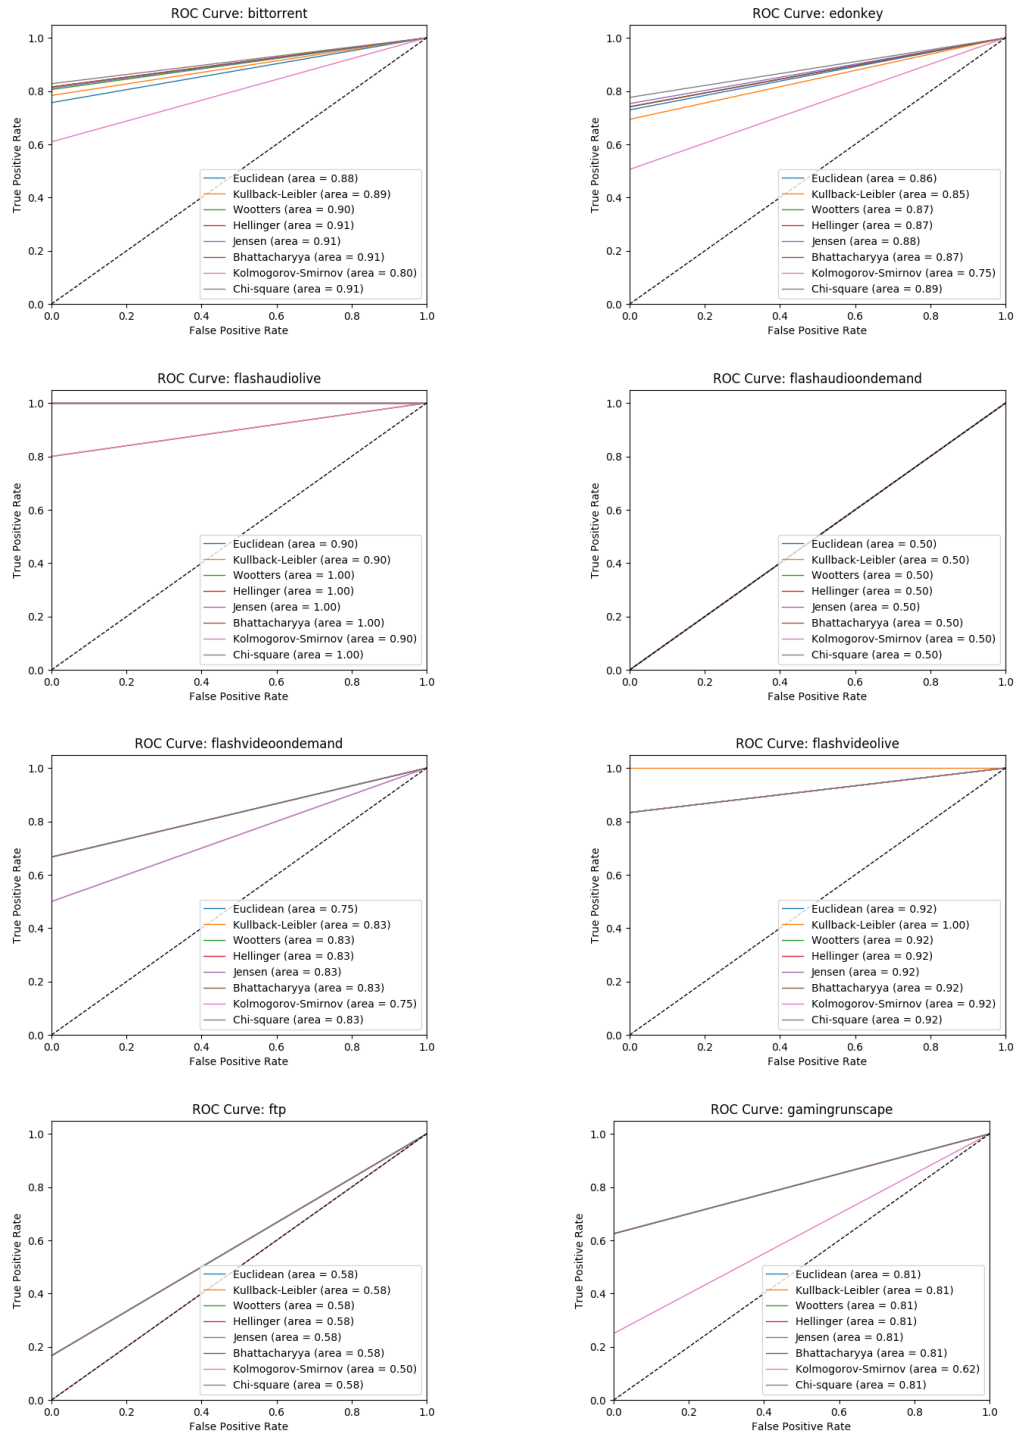 ROC Curve: bittorrent
True Positive Rate
1.0
0.8
0.6
0.4
0.2
0.0
Euclidean (area = 0.88)
Kullback-Leibler (area = 0.89)
Wootters (area = 0.90)
Hellinger (area = 0.91)
Jensen (area = 0.91)
Bhattacharyya (area = 0.91)
Kolmogorov-Smirnov (area = 0.80)
Chi-square (area = 0.91)
0.0 0.2 0.4 0.6 0.8 1.0
False Positive Rate
ROC Curve: edonkey
True Positive Rate
1.0
0.8
0.6
0.4
0.2
0.0
Euclidean (area = 0.86)
Kullback-Leibler (area = 0.85)
Wootters (area = 0.87)
Hellinger (area = 0.87)
Jensen (area = 0.88)
Bhattacharyya (area = 0.87)
Kolmogorov-Smirnov (area = 0.75)
Chi-square (area = 0.89)
0.0 0.2 0.4 0.6 0.8 1.0
False Positive Rate
ROC Curve: flashaudiolive
True Positive Rate
1.0
0.8
0.6
0.4
0.2
0.0
Euclidean (area = 0.90)
Kullback-Leibler (area = 0.90)
Wootters (area = 1.00)
Hellinger (area = 1.00)
Jensen (area = 1.00)
Bhattacharyya (area = 1.00)
Kolmogorov-Smirnov (area = 0.90)
Chi-square (area = 1.00)
0.0 0.2 0.4 0.6 0.8 1.0
False Positive Rate
ROC Curve: flashaudioondemand
True Positive Rate
1.0
0.8
0.6
0.4
0.2
0.0
Euclidean (area = 0.50)
Kullback-Leibler (area = 0.50)
Wootters (area = 0.50)
Hellinger (area = 0.50)
Jensen (area = 0.50)
Bhattacharyya (area = 0.50)
Kolmogorov-Smirnov (area = 0.50)
Chi-square (area = 0.50)
0.0 0.2 0.4 0.6 0.8 1.0
False Positive Rate
ROC Curve: flashvideoondemand
True Positive Rate
1.0
0.8
0.6
0.4
0.2
0.0
Euclidean (area = 0.75)
Kullback-Leibler (area = 0.83)
Wootters (area = 0.83)
Hellinger (area = 0.83)
Jensen (area = 0.83)
Bhattacharyya (area = 0.83)
Kolmogorov-Smirnov (area = 0.75)
Chi-square (area = 0.83)
0.0 0.2 0.4 0.6 0.8 1.0
False Positive Rate
ROC Curve: flashvideolive
True Positive Rate
1.0
0.8
0.6
0.4
0.2
0.0
Euclidean (area = 0.92)
Kullback-Leibler (area = 1.00)
Wootters (area = 0.92)
Hellinger (area = 0.92)
Jensen (area = 0.92)
Bhattacharyya (area = 0.92)
Kolmogorov-Smirnov (area = 0.92)
Chi-square (area = 0.92)
0.0 0.2 0.4 0.6 0.8 1.0
False Positive Rate
ROC Curve: ftp
True Positive Rate
1.0
0.8
0.6
0.4
0.2
0.0
Euclidean (area = 0.58)
Kullback-Leibler (area = 0.58)
Wootters (area = 0.58)
Hellinger (area = 0.58)
Jensen (area = 0.58)
Bhattacharyya (area = 0.58)
Kolmogorov-Smirnov (area = 0.50)
Chi-square (area = 0.58)
0.0 0.2 0.4 0.6 0.8 1.0
False Positive Rate
ROC Curve: gamingrunscape
True Positive Rate
1.0
0.8
0.6
0.4
0.2
0.0
Euclidean (area = 0.81)
Kullback-Leibler (area = 0.81)
Wootters (area = 0.81)
Hellinger (area = 0.81)
Jensen (area = 0.81)
Bhattacharyya (area = 0.81)
Kolmogorov-Smirnov (area = 0.62)
Chi-square (area = 0.81)
0.0 0.2 0.4 0.6 0.8 1.0
False Positive Rate